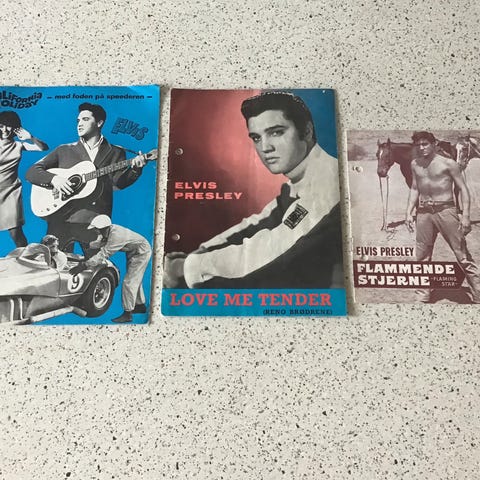 CALIFORNIA
HOLIDAY
- med foden på speederen -
ELVIS
9
ELVIS
PRESLEY
LOVE ME TENDER
(RENO BRØDRENE)
ELVIS PRESLEY
FLAMMENDE
STJERNE
"FLAMING
STAR"